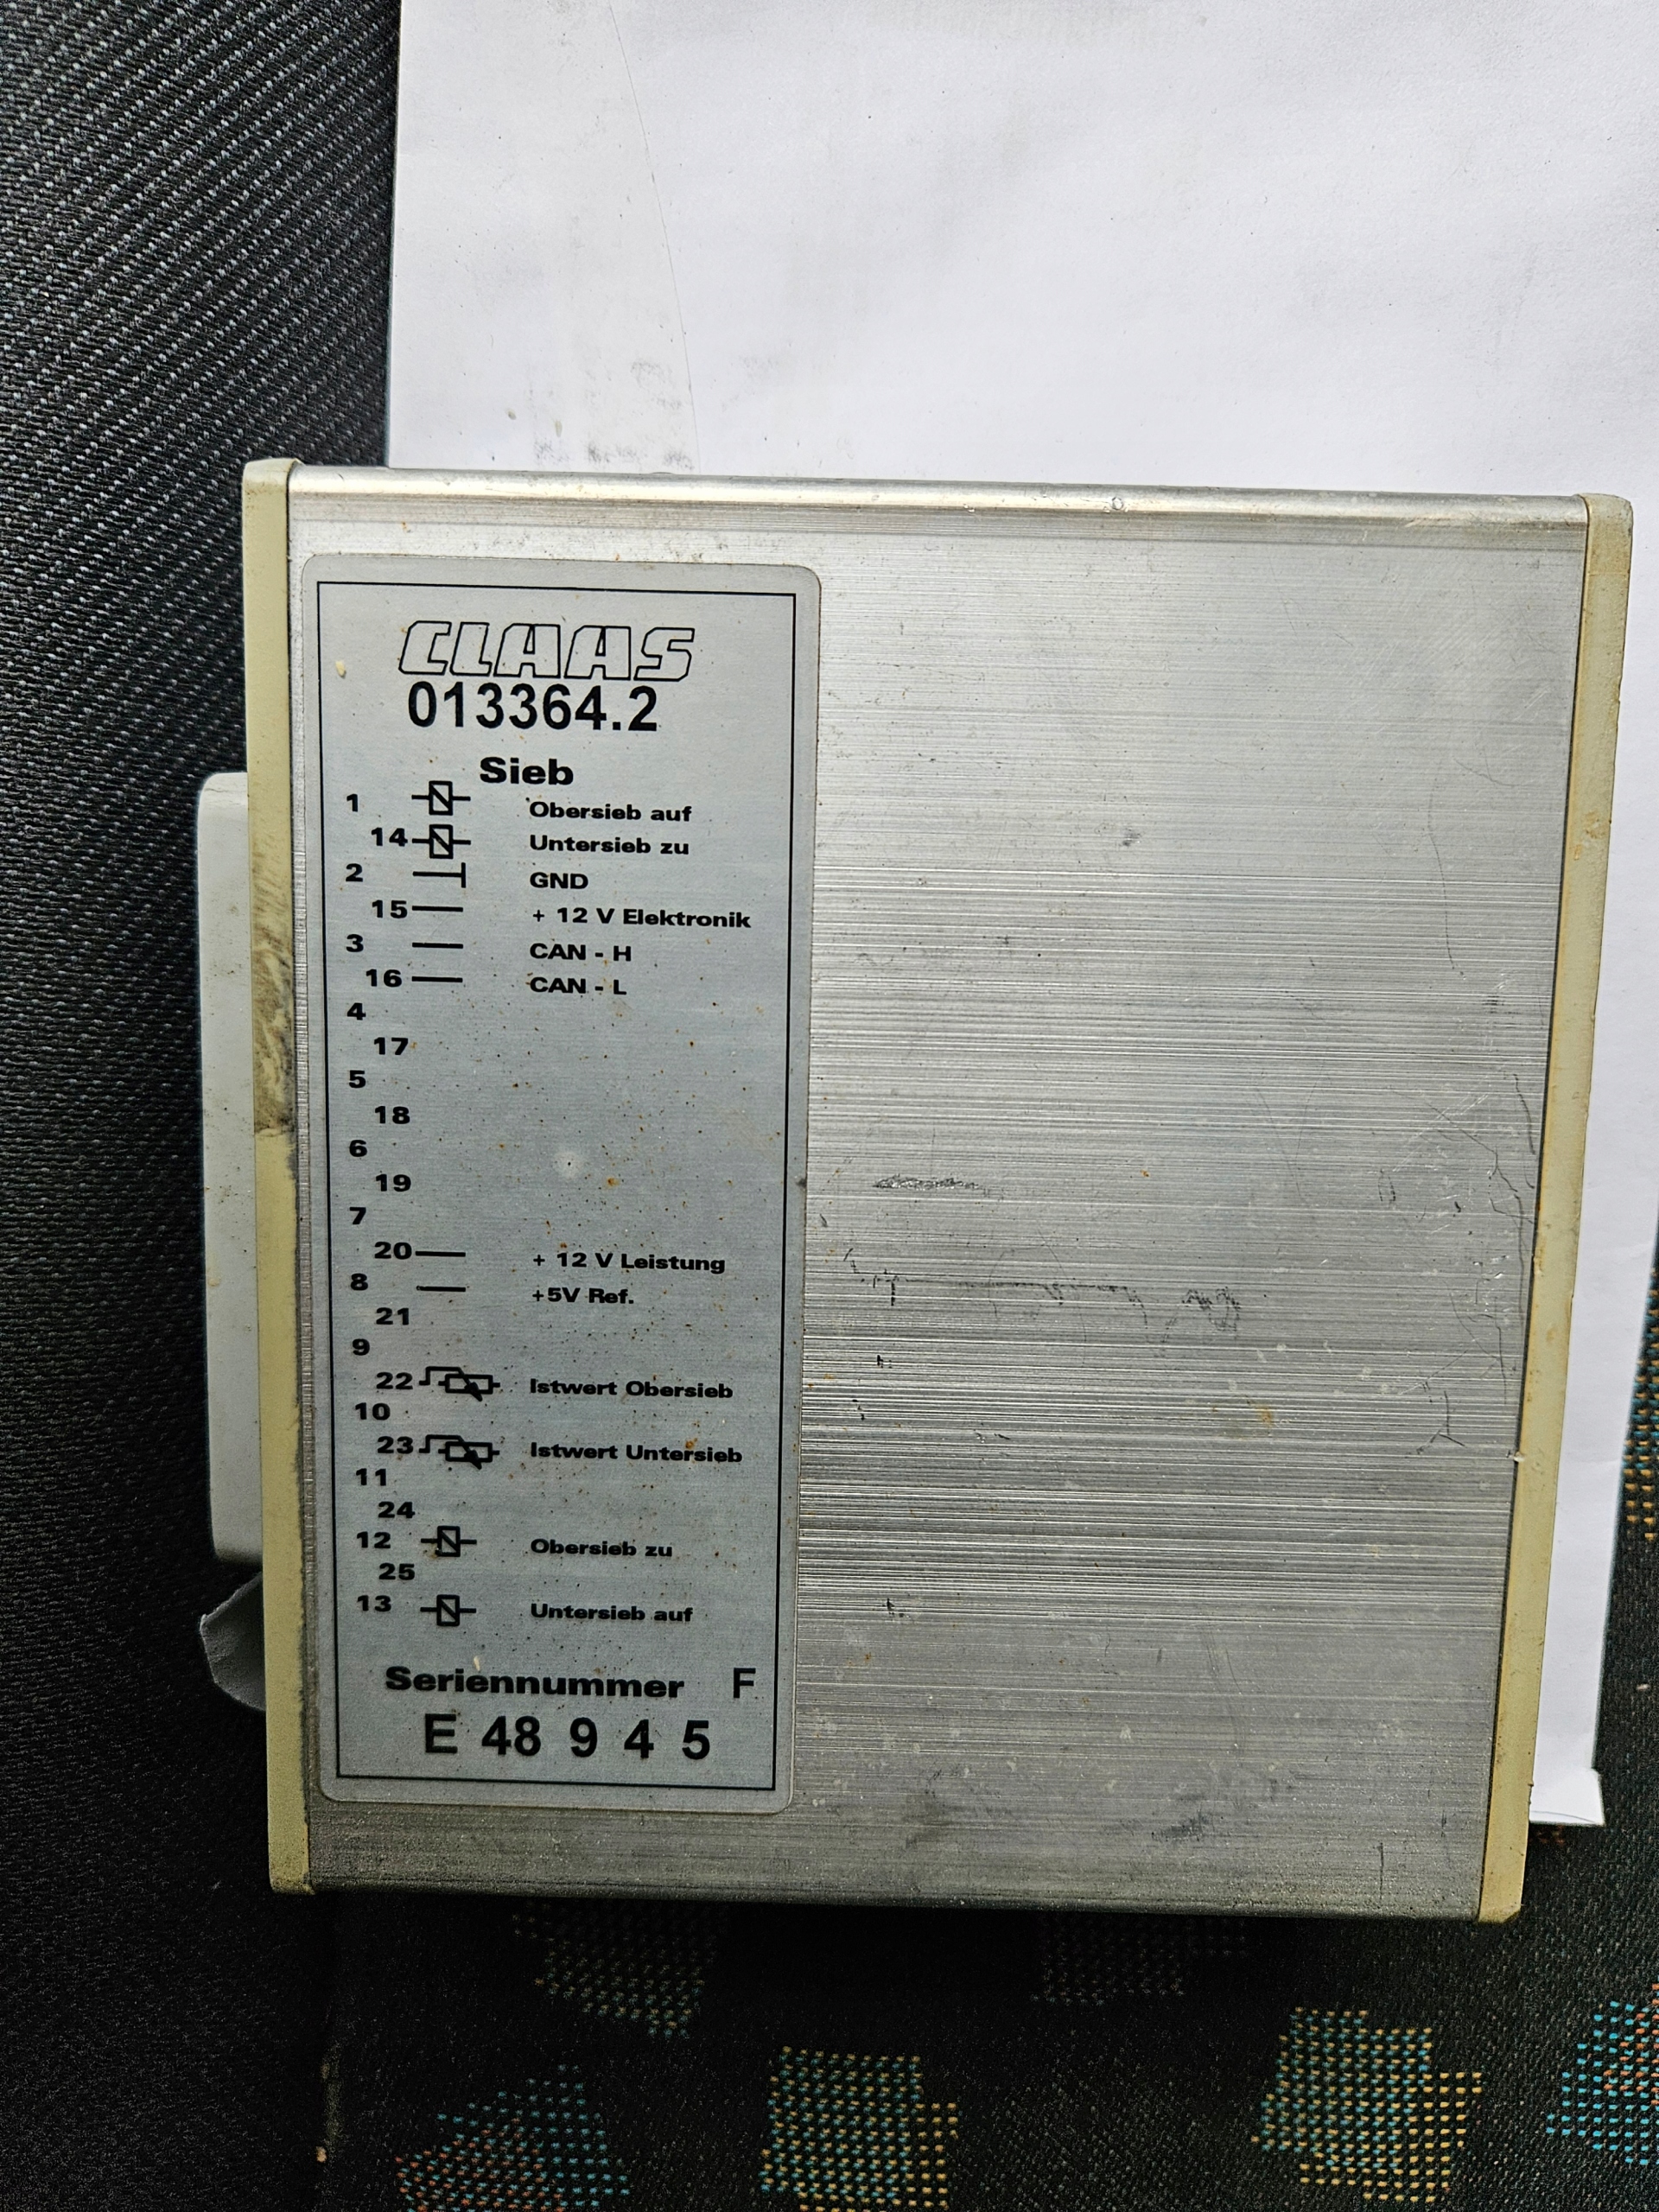 CLAAS
013364.2
Sieb
1 Obersieb auf
14 Untersieb zu
2 GND
15 + 12 V Elektronik
3 CAN - H
16 CAN - L
4
17
5
18
6
19
7
20 + 12 V Leistung
8 +5V Ref.
21
9
22 Istwert Obersieb
10
23 Istwert Untersieb
11
24
12 Obersieb zu
25
13 Untersieb auf
Seriennummer F
E 48 9 4 5